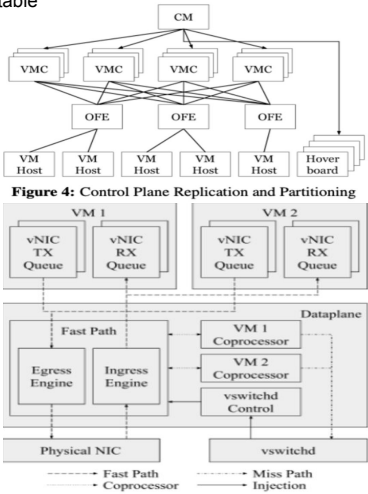 table
CM
VMC VMC VMC VMC
OFE OFE OFE
VM Host VM Host VM Host VM Host VM Host Hover board
Figure 4: Control Plane Replication and Partitioning
VM 1 VM 2
vNIC TX Queue vNIC RX Queue vNIC TX Queue vNIC RX Queue
Dataplane
Fast Path
VM 1 Coprocessor
VM 2 Coprocessor
Egress Engine Ingress Engine
vswitchd Control
Physical NIC vswitchd
Fast Path Miss Path
Coprocessor Injection